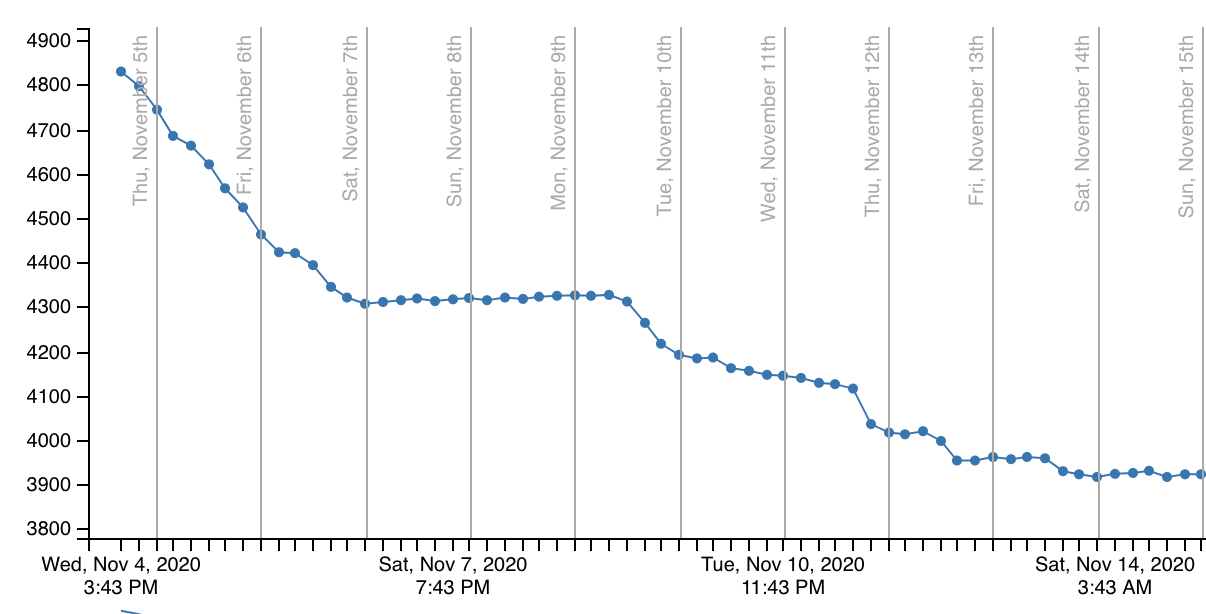 4900
4800
4700
4600
4500
4400
4300
4200
4100
4000
3900
3800
Thu, November 5th
Fri, November 6th
Sat, November 7th
Sun, November 8th
Mon, November 9th
Tue, November 10th
Wed, November 11th
Thu, November 12th
Fri, November 13th
Sat, November 14th
Sun, November 15th
Wed, Nov 4, 2020
3:43 PM
Sat, Nov 7, 2020
7:43 PM
Tue, Nov 10, 2020
11:43 PM
Sat, Nov 14, 2020
3:43 AM